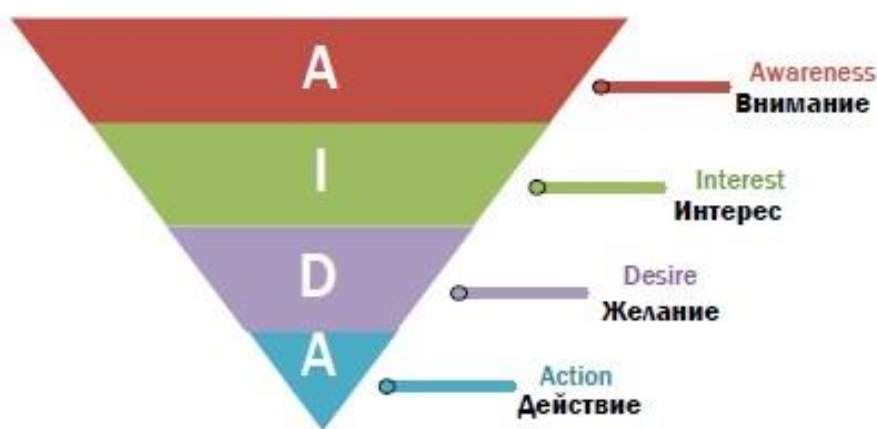 A
Awareness
Внимание
I
Interest
Интерес
D
Desire
Желание
A
Action
Действие